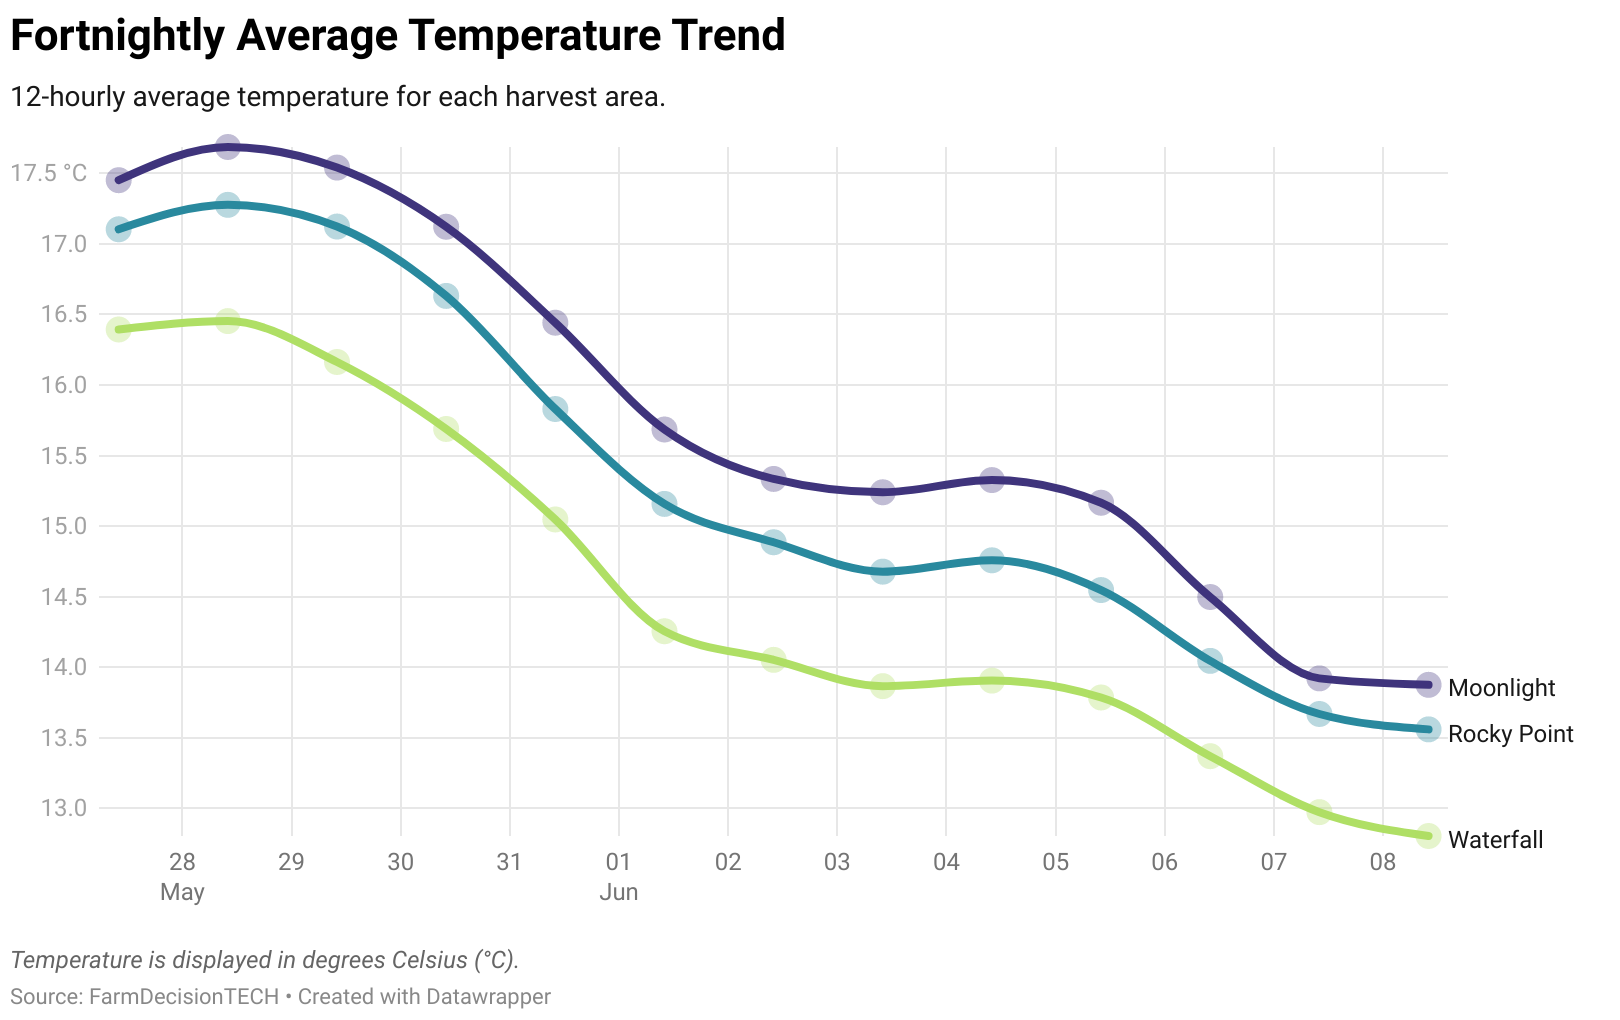 Fortnightly Average Temperature Trend
12-hourly average temperature for each harvest area.
17.5 °C
17.0
16.5
16.0
15.5
15.0
14.5
14.0
13.5
13.0
Moonlight
Rocky Point
Waterfall
28 29 30 31 01 02 03 04 05 06 07 08
May Jun
Temperature is displayed in degrees Celsius (°C).
Source: FarmDecisionTECH • Created with Datawrapper